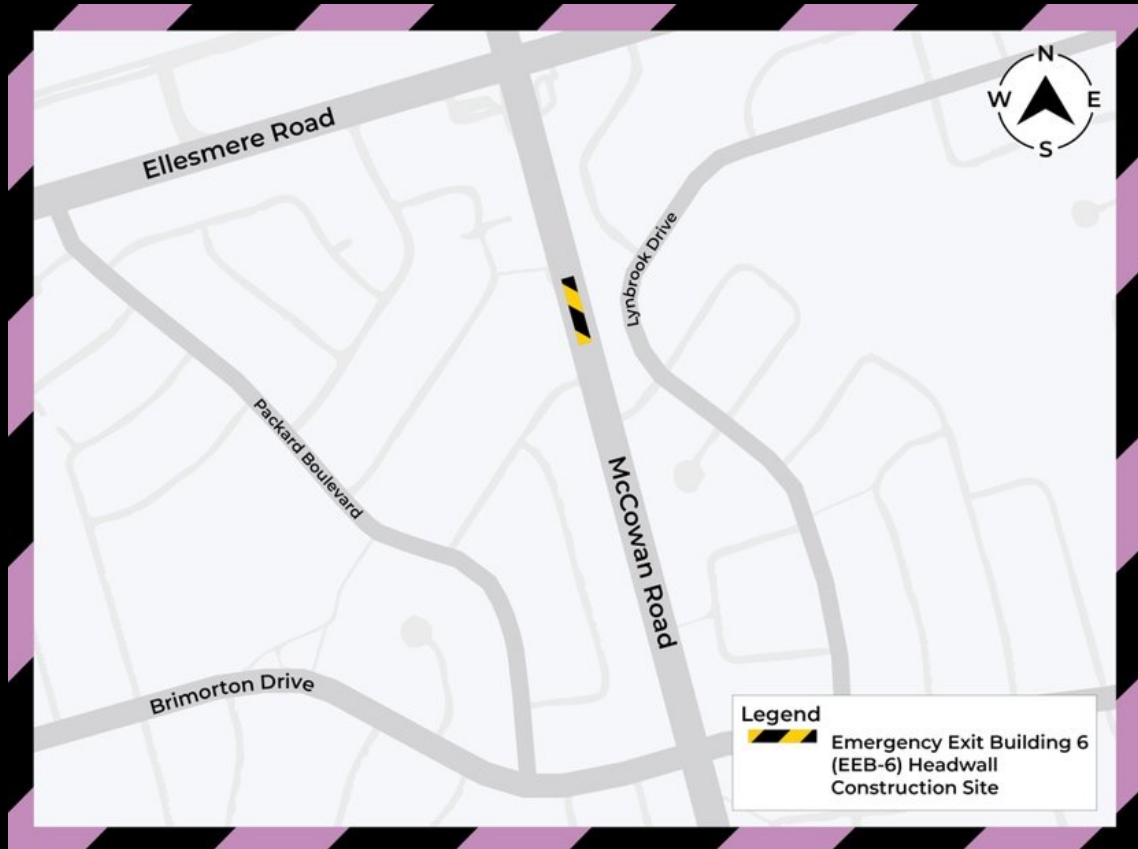 N
W E
S
Ellesmere Road
Lynbrook Drive
Packard Boulevard
McCowan Road
Brimorton Drive
Legend
Emergency Exit Building 6
(EEB-6) Headwall
Construction Site